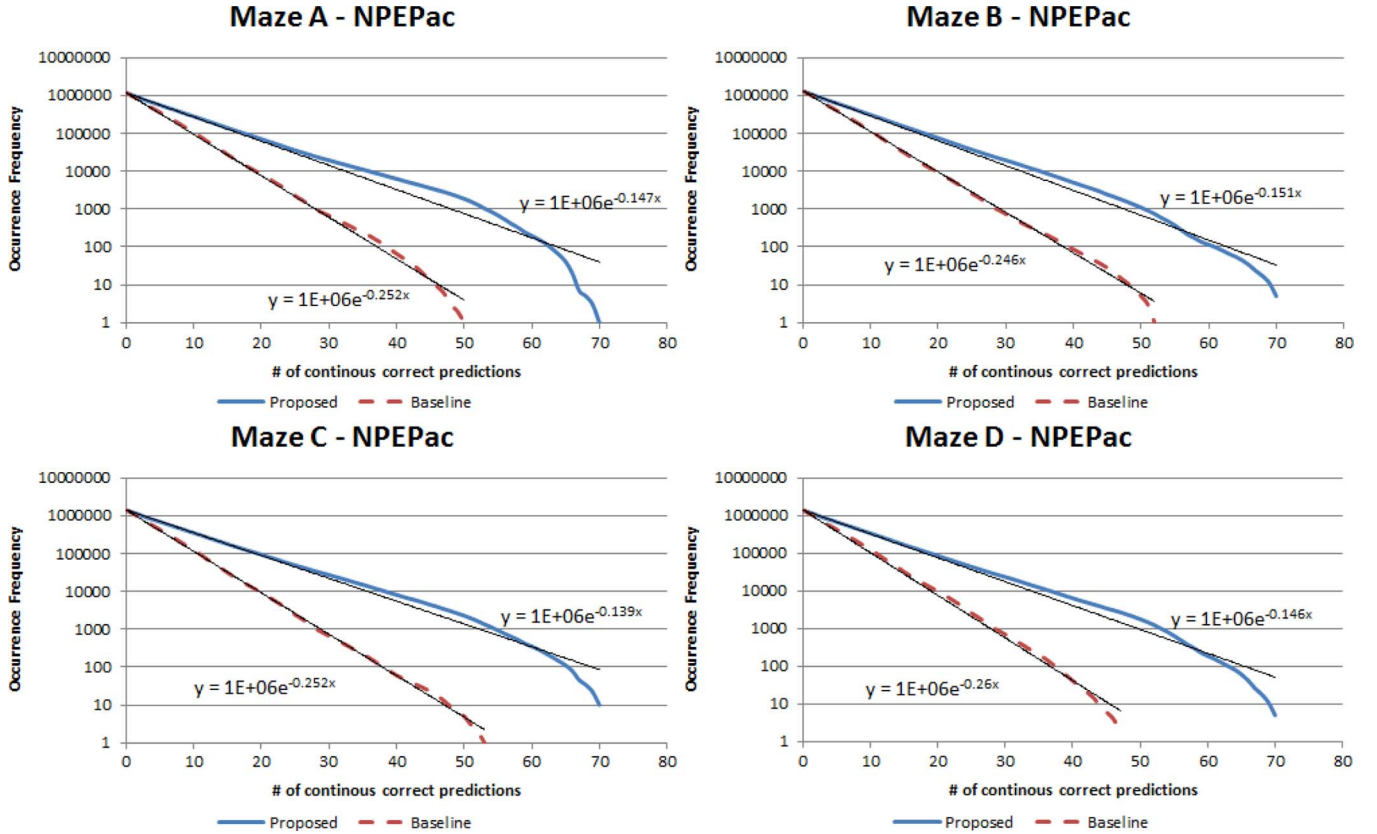 Maze A - NPEPac
10000000
1000000
100000
10000
1000
100
10
1
Occurrence Frequency
y = 1E+06e^-0.147x
y = 1E+06e^-0.252x
0 10 20 30 40 50 60 70 80
# of continous correct predictions
Proposed Baseline
Maze B - NPEPac
10000000
1000000
100000
10000
1000
100
10
1
Occurrence Frequency
y = 1E+06e^-0.151x
y = 1E+06e^-0.246x
0 10 20 30 40 50 60 70 80
# of continous correct predictions
Proposed Baseline
Maze C - NPEPac
10000000
1000000
100000
10000
1000
100
10
1
Occurrence Frequency
y = 1E+06e^-0.139x
y = 1E+06e^-0.252x
0 10 20 30 40 50 60 70 80
# of continous correct predictions
Proposed Baseline
Maze D - NPEPac
10000000
1000000
100000
10000
1000
100
10
1
Occurrence Frequency
y = 1E+06e^-0.146x
y = 1E+06e^-0.26x
0 10 20 30 40 50 60 70 80
# of continous correct predictions
Proposed Baseline